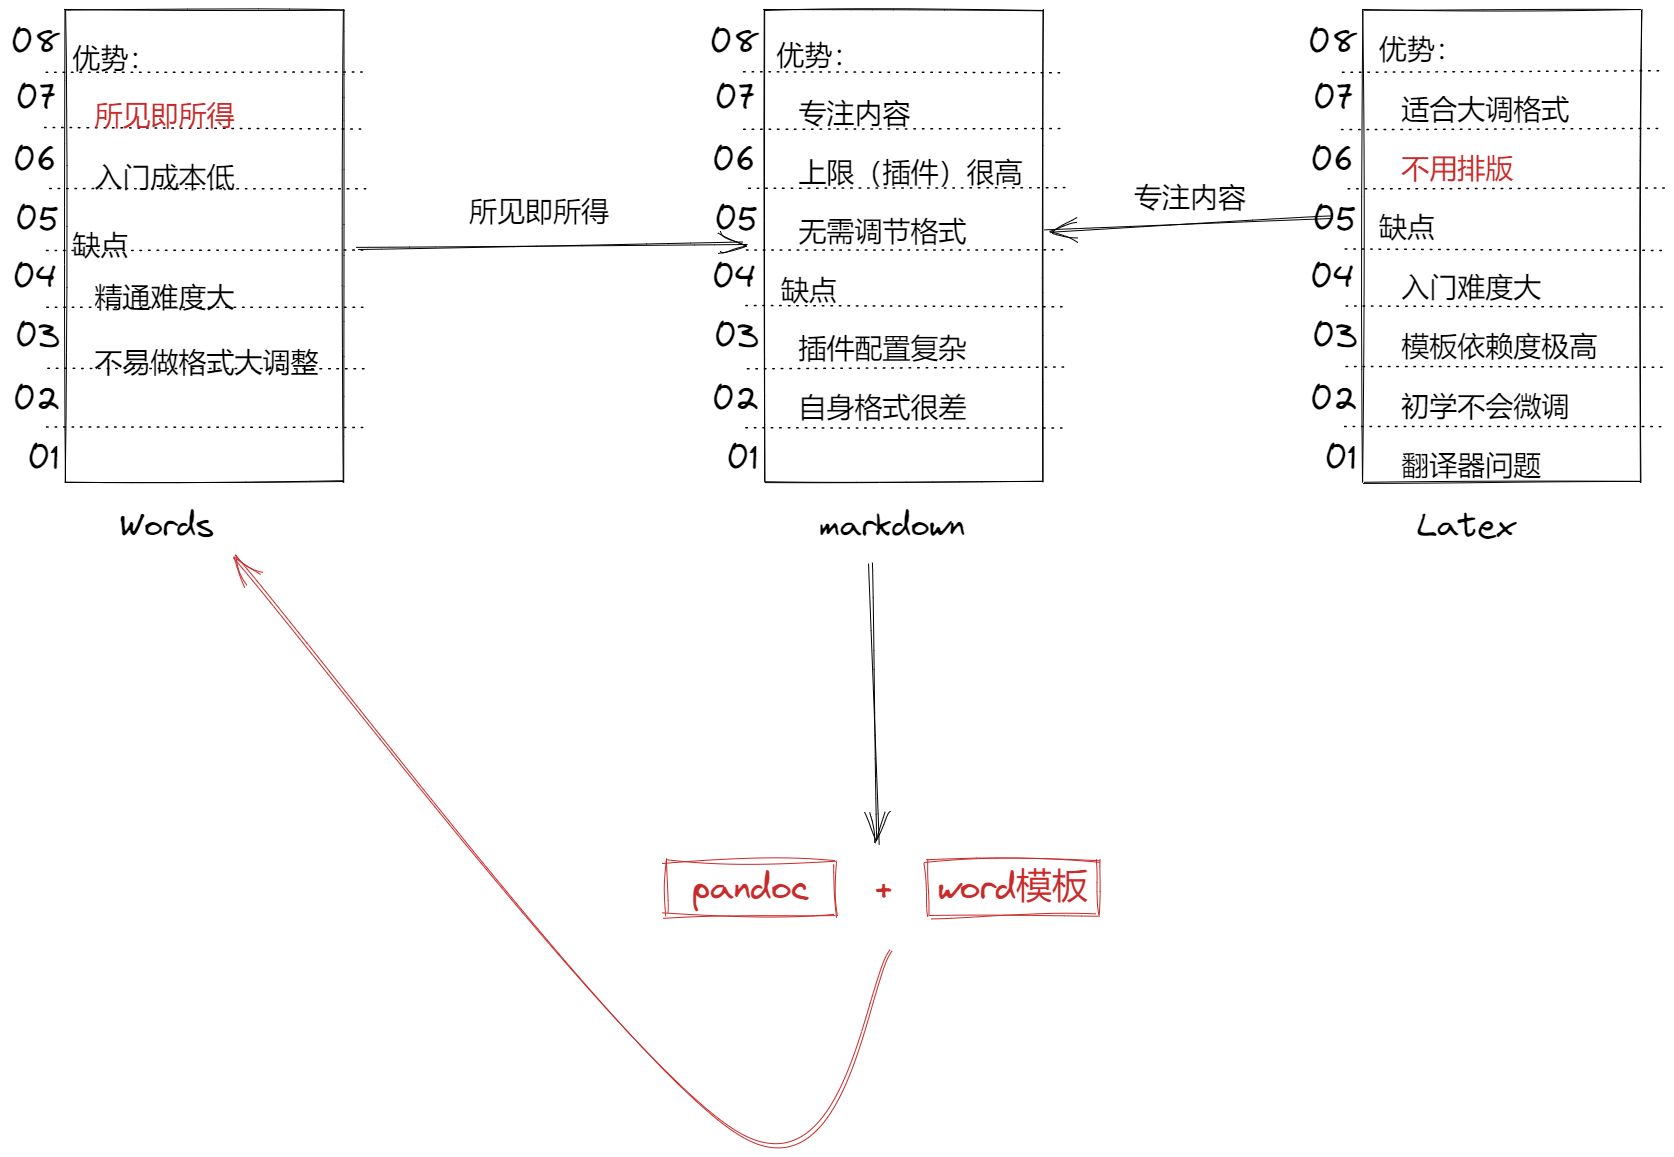 08
优势：
07
所见即所得
06
入门成本低
05
缺点
04
精通难度大
03
不易做格式大调整
02
01
Words
所见即所得
08
优势：
07
专注内容
06
上限（插件）很高
05
无需调节格式
04
缺点
03
插件配置复杂
02
自身格式很差
01
markdown
专注内容
08
优势：
07
适合大调格式
06
不用排版
05
缺点
04
入门难度大
03
模板依赖度极高
02
初学不会微调
01
翻译器问题
Latex
pandoc + word模板